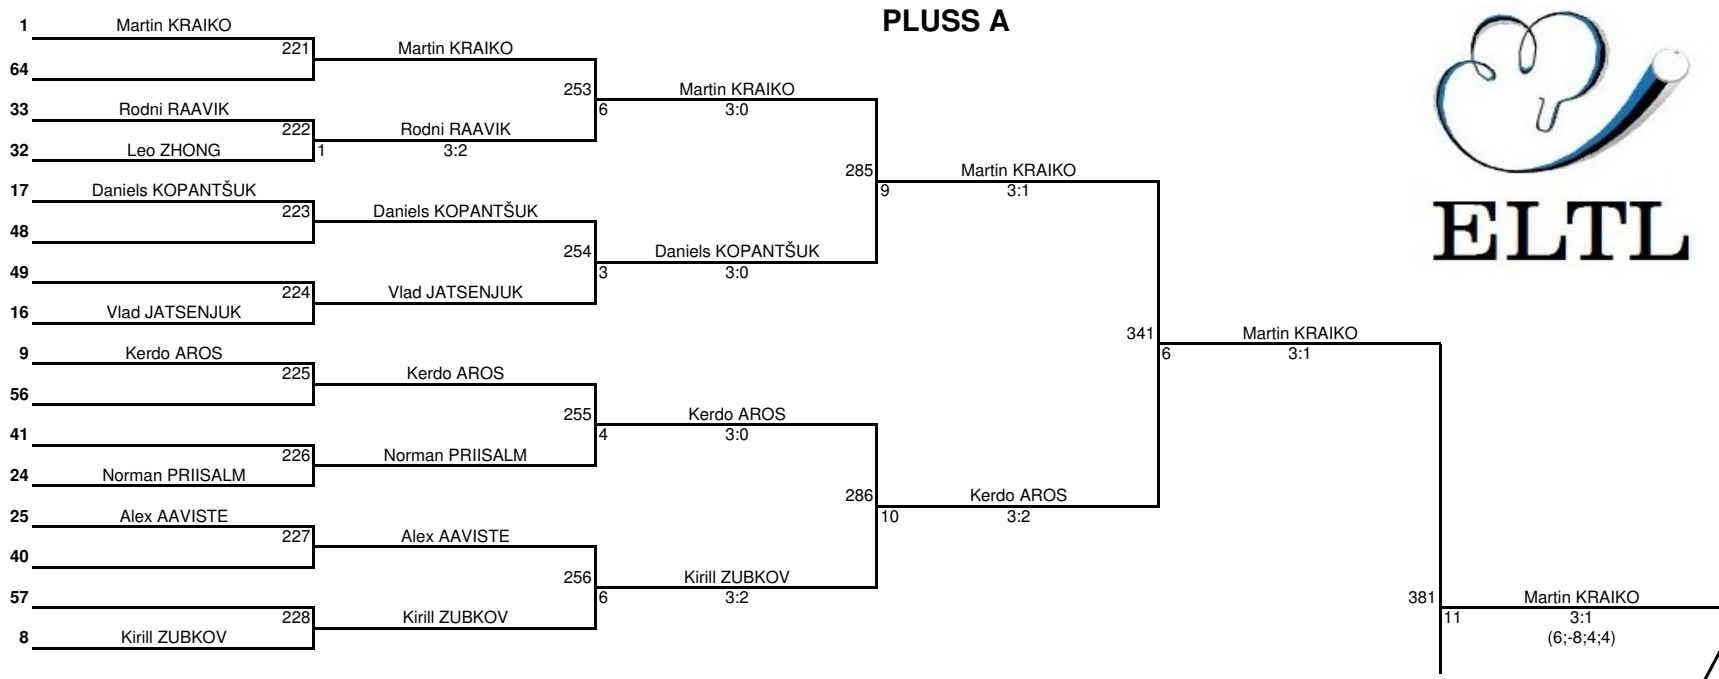 PLUSS A
1 Martin KRAIKO
221 Martin KRAIKO
64
253 Martin KRAIKO
33 Rodni RAAVIK
6 3:0
222 Rodni RAAVIK
32 Leo ZHONG
1 3:2
285 Martin KRAIKO
17 Daniels KOPANTŠUK
9 3:1
223 Daniels KOPANTŠUK
48
254 Daniels KOPANTŠUK
49
3 3:0
224 Vlad JATSENJUK
16 Vlad JATSENJUK
341 Martin KRAIKO
9 Kerdo AROS
6 3:1
225 Kerdo AROS
56
255 Kerdo AROS
41
4 3:0
226 Norman PRIISALM
24 Norman PRIISALM
286 Kerdo AROS
25 Alex AAVISTE
10 3:2
227 Alex AAVISTE
40
256 Kirill ZUBKOV
57
6 3:2
381 Martin KRAIKO
228 Kirill ZUBKOV
11 3:1
8 Kirill ZUBKOV
(6;-8;4;4)
ELTL